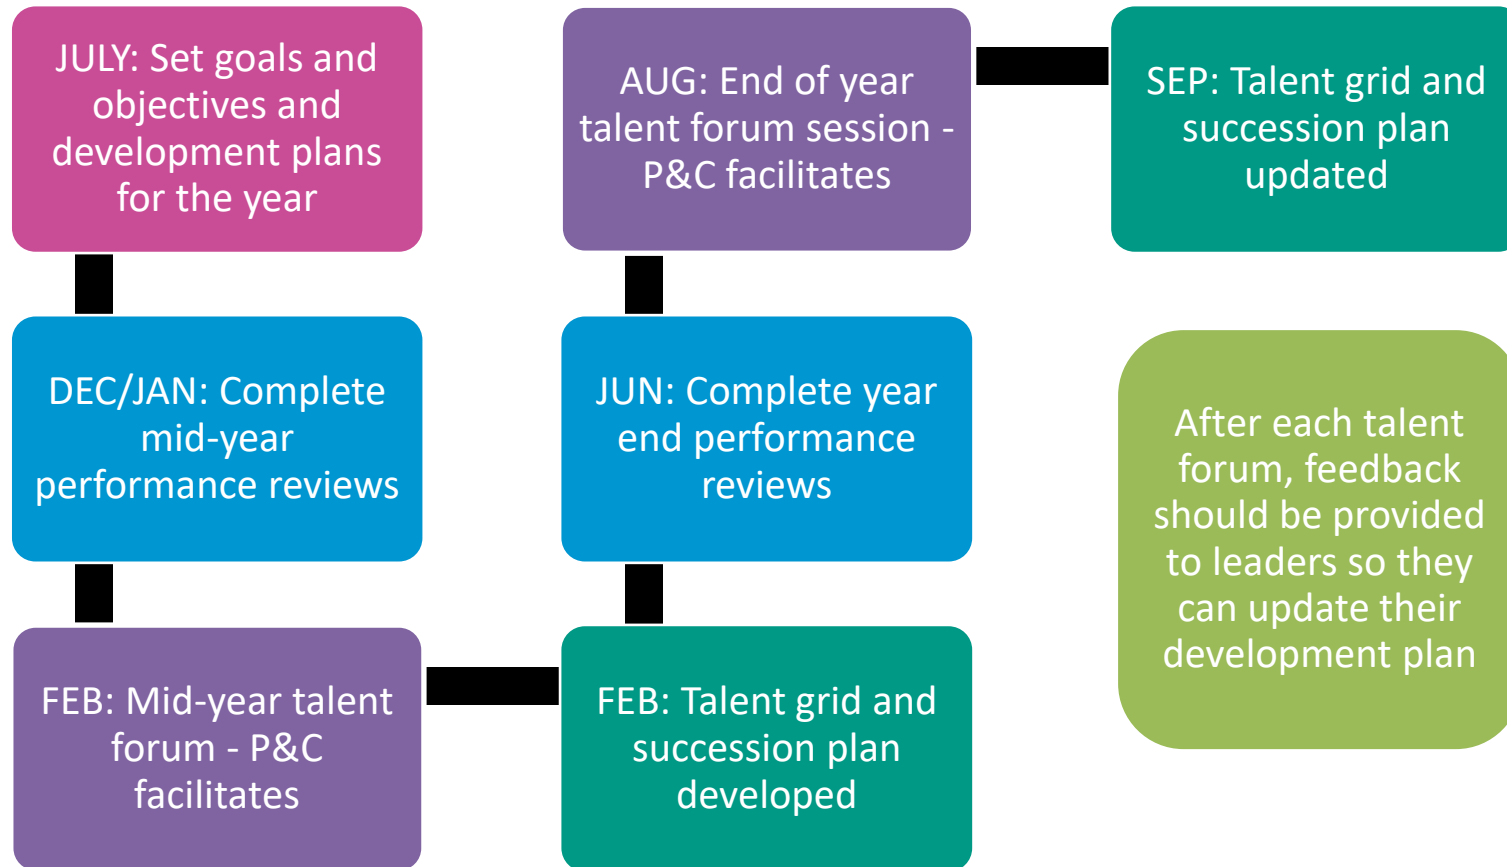 JULY: Set goals and
objectives and
development plans
for the year
DEC/JAN: Complete
mid-year
performance reviews
FEB: Mid-year talent
forum - P&C
facilitates
FEB: Talent grid and
succession plan
developed
JUN: Complete year
end performance
reviews
AUG: End of year
talent forum session -
P&C facilitates
SEP: Talent grid and
succession plan
updated
After each talent
forum, feedback
should be provided
to leaders so they
can update their
development plan